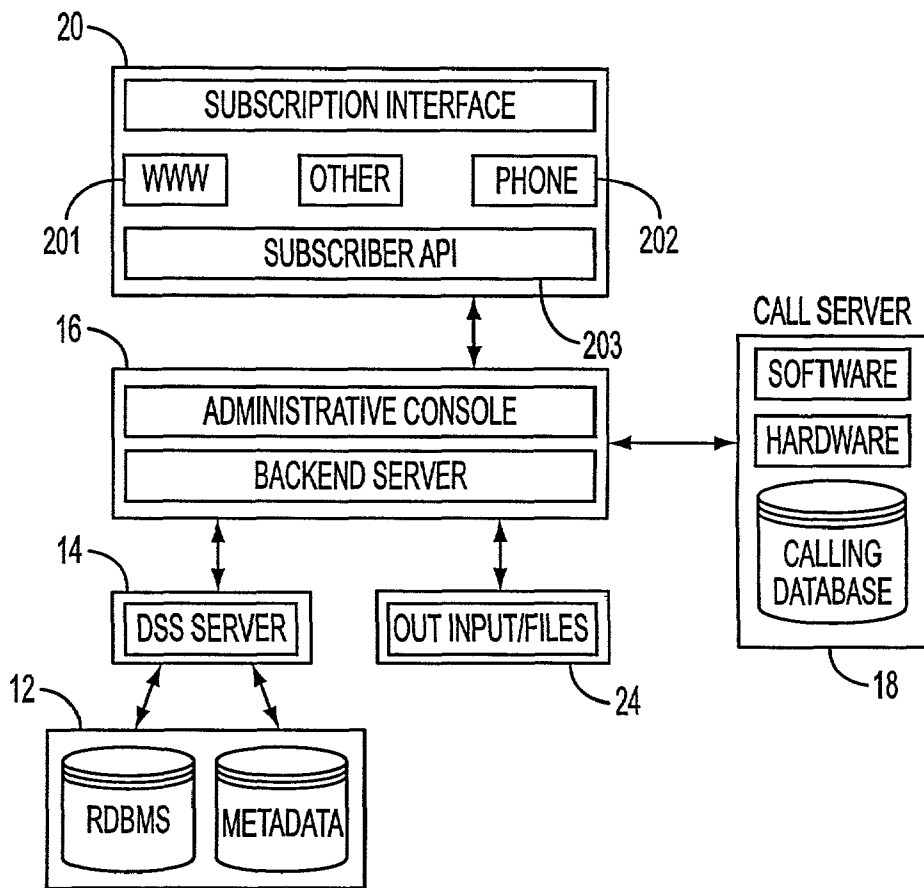 20
SUBSCRIPTION INTERFACE
WWW OTHER PHONE
201 202
SUBSCRIBER API
16 203
CALL SERVER
SOFTWARE
ADMINISTRATIVE CONSOLE
HARDWARE
BACKEND SERVER
CALLING
DATABASE
14
DSS SERVER OUT INPUT/FILES
12 24 18
RDBMS METADATA